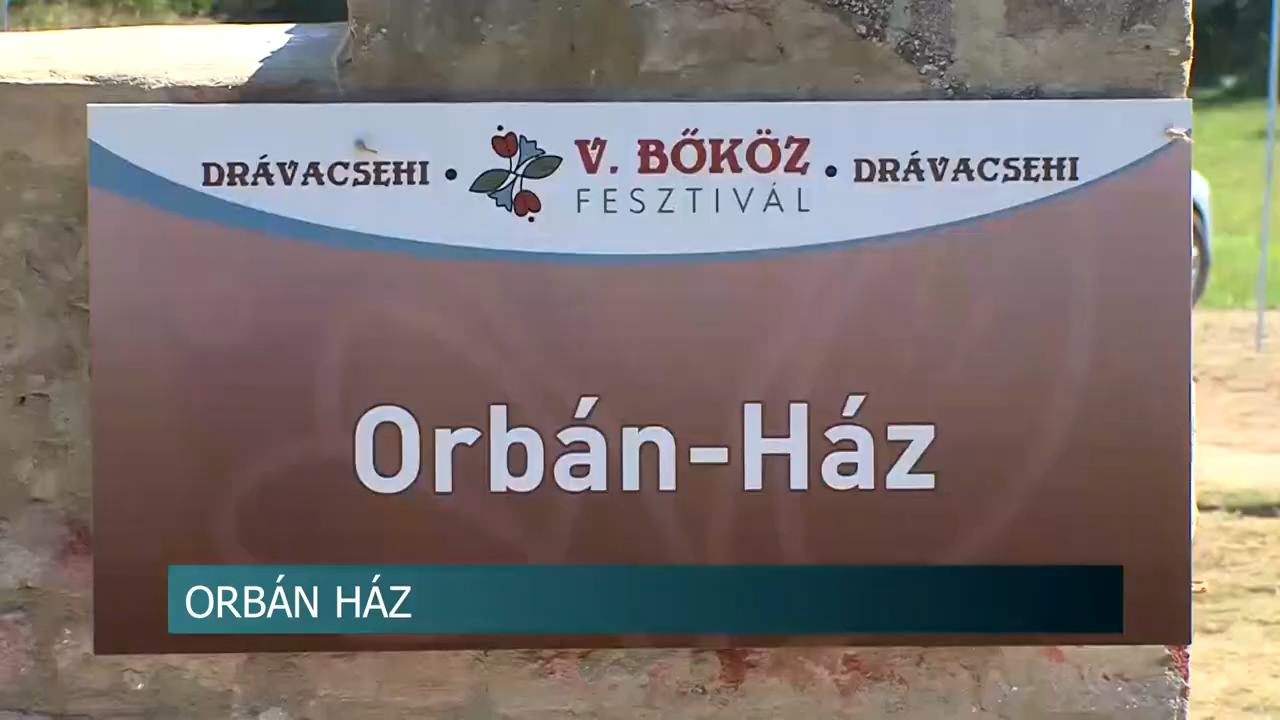 DRÁVACSEHI • V. BŐKÖZ • DRÁVACSEHI
FESZTIVÁL
Orbán-Ház
ORBÁN HÁZ